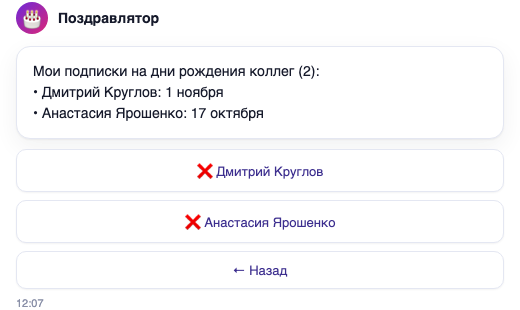 Поздравлятор
Мои подписки на дни рождения коллег (2):
• Дмитрий Круглов: 1 ноября
• Анастасия Ярошенко: 17 октября
❌ Дмитрий Круглов
❌ Анастасия Ярошенко
← Назад
12:07